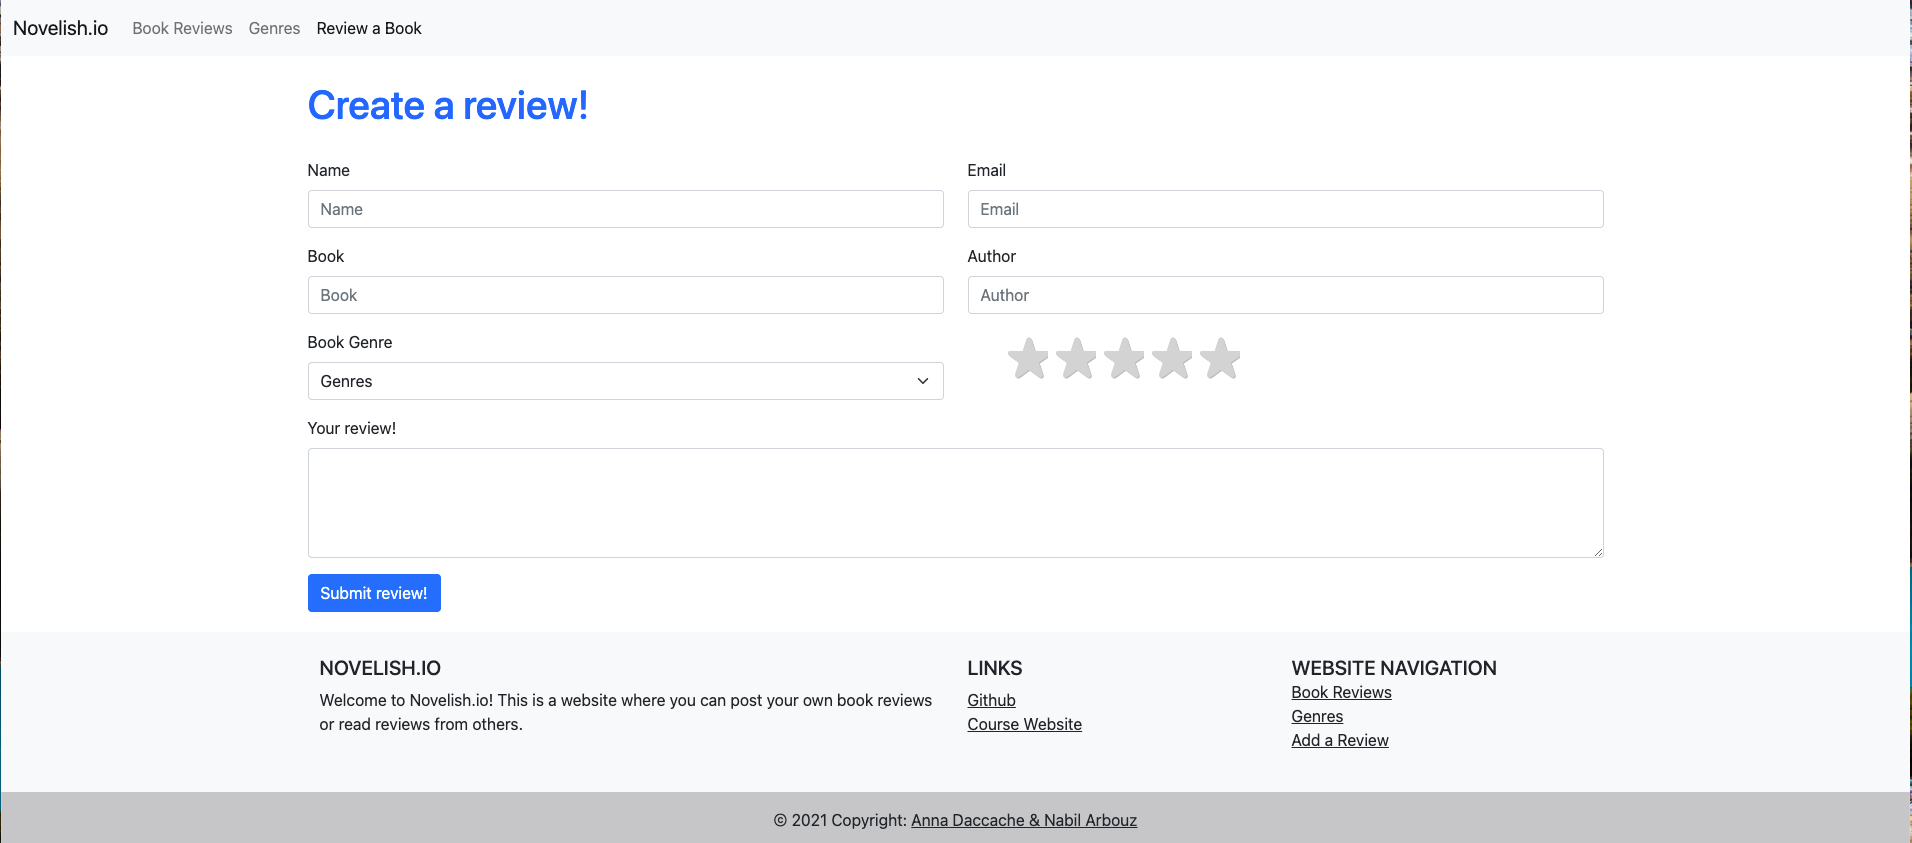 Novelish.io Book Reviews Genres Review a Book
Create a review!
Name Email
Name Email
Book Author
Book Author
Book Genre
Genres
Your review!
Submit review!
NOVELISH.IO LINKS WEBSITE NAVIGATION
Welcome to Novelish.io! This is a website where you can post your own book reviews Github Book Reviews
or read reviews from others. Course Website Genres
Add a Review
© 2021 Copyright: Anna Daccache & Nabil Arbouz